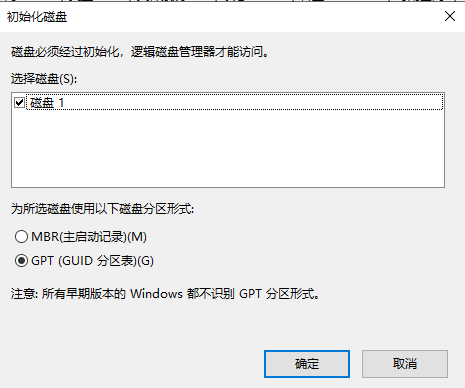 初始化磁盘
磁盘必须经过初始化，逻辑磁盘管理器才能访问。
选择磁盘(S):
磁盘 1
为所选磁盘使用以下磁盘分区形式:
MBR(主启动记录)(M)
GPT (GUID 分区表)(G)
注意: 所有早期版本的 Windows 都不识别 GPT 分区形式。
确定
取消